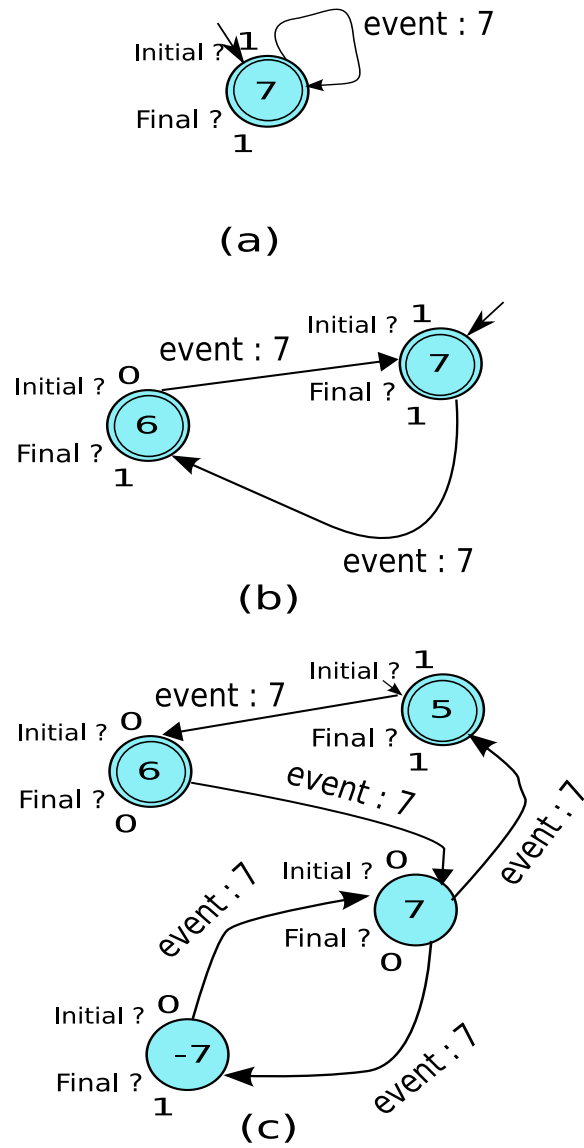 event : 7
Initial ? 1
7
Final ?
1
(a)
1
Initial ?
event : 7
7
0
Initial ?
Final ?
6
1
Final ?
1
event : 7
(b)
1
Initial ?
event : 7
5
0
Initial ?
Final ?
1
6
event : 7
Final ?
0
event : 7
0
Initial ?
event : 7
7
Final ?
0
0
Initial ?
-7
event : 7
Final ?
1
(c)